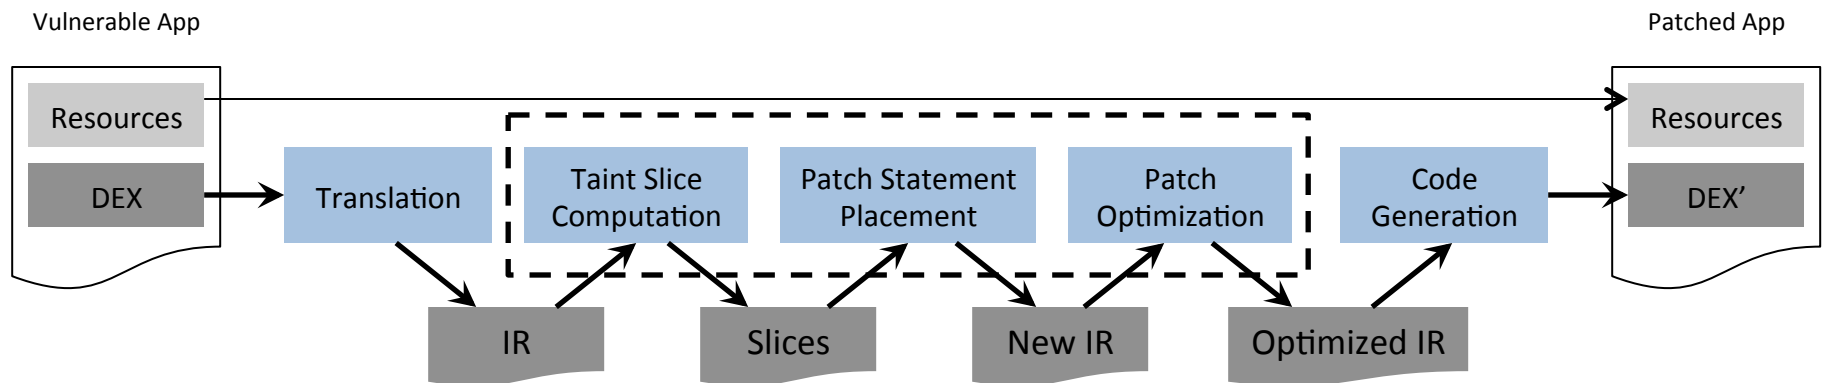 Vulnerable App
Patched App
Resources
Resources
DEX
Translation
Taint Slice
Computation
Patch Statement
Placement
Patch
Optimization
Code
Generation
DEX’
IR
Slices
New IR
Optimized IR